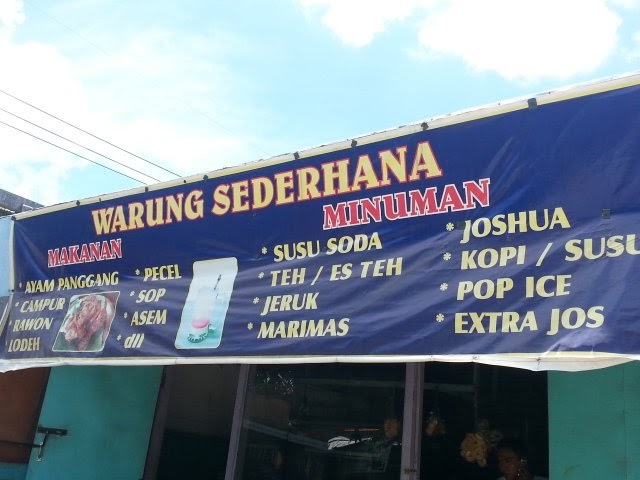 WARUNG SEDERHANA
MAKANAN
* AYAM PANGGANG
* CAMPUR
* RAWON
* LODEH
* PECEL
* SOP
* ASEM
* dll
MINUMAN
* SUSU SODA
* TEH / ES TEH
* JERUK
* MARIMAS
* JOSHUA
* KOPI / SUSU
* POP ICE
* EXTRA JOS